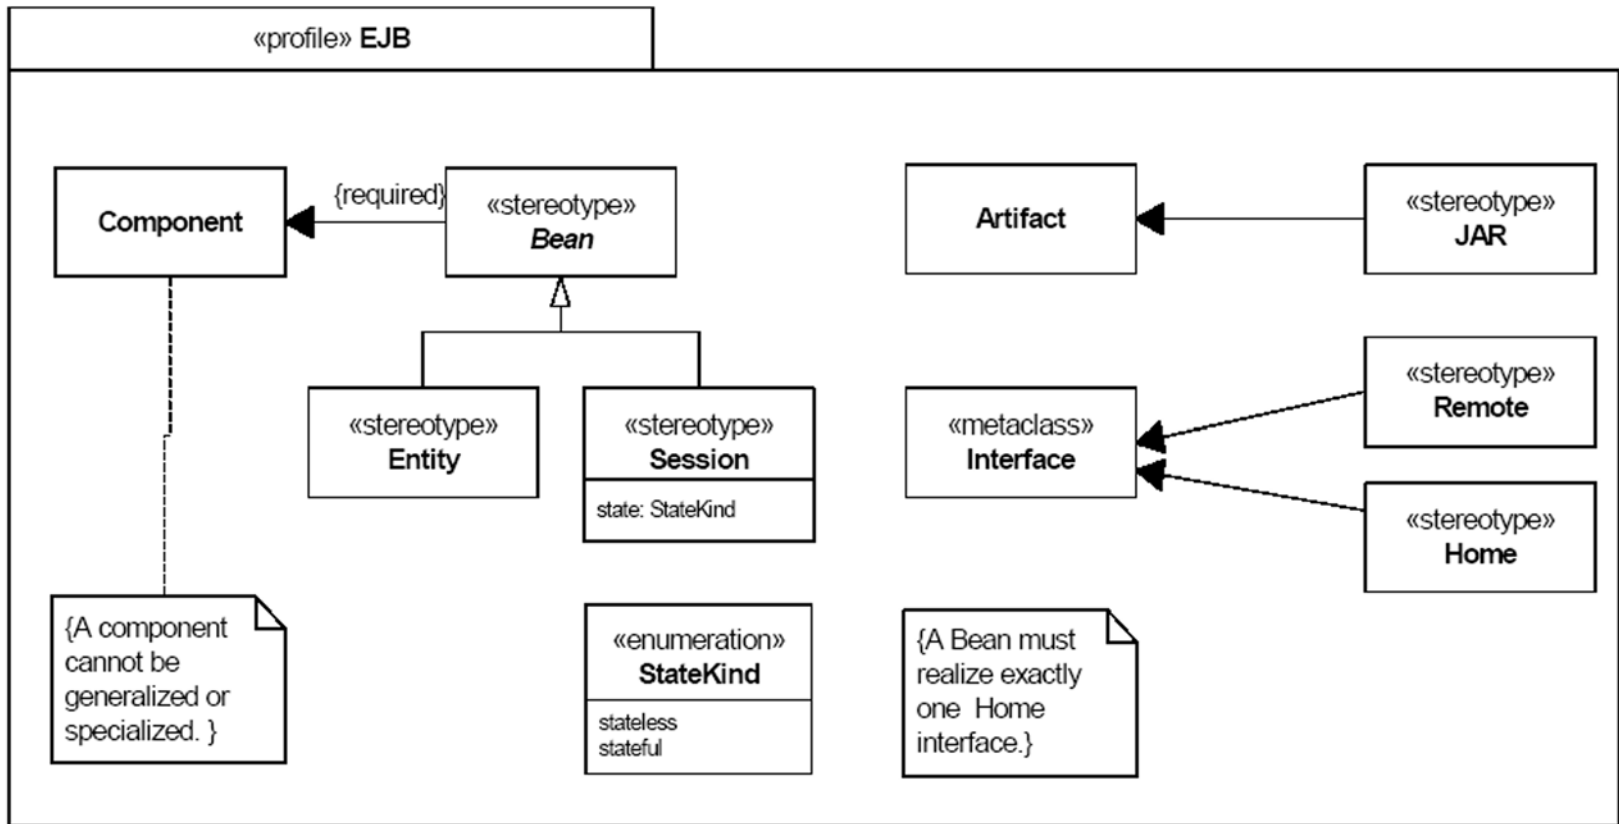 «profile» EJB
Component
{required}
«stereotype»
Bean
Artifact
«stereotype»
JAR
«stereotype»
Entity
«stereotype»
Session
state: StateKind
«metaclass»
Interface
«stereotype»
Remote
«stereotype»
Home
{A component
cannot be
generalized or
specialized. }
«enumeration»
StateKind
stateless
stateful
{A Bean must
realize exactly
one Home
interface.}